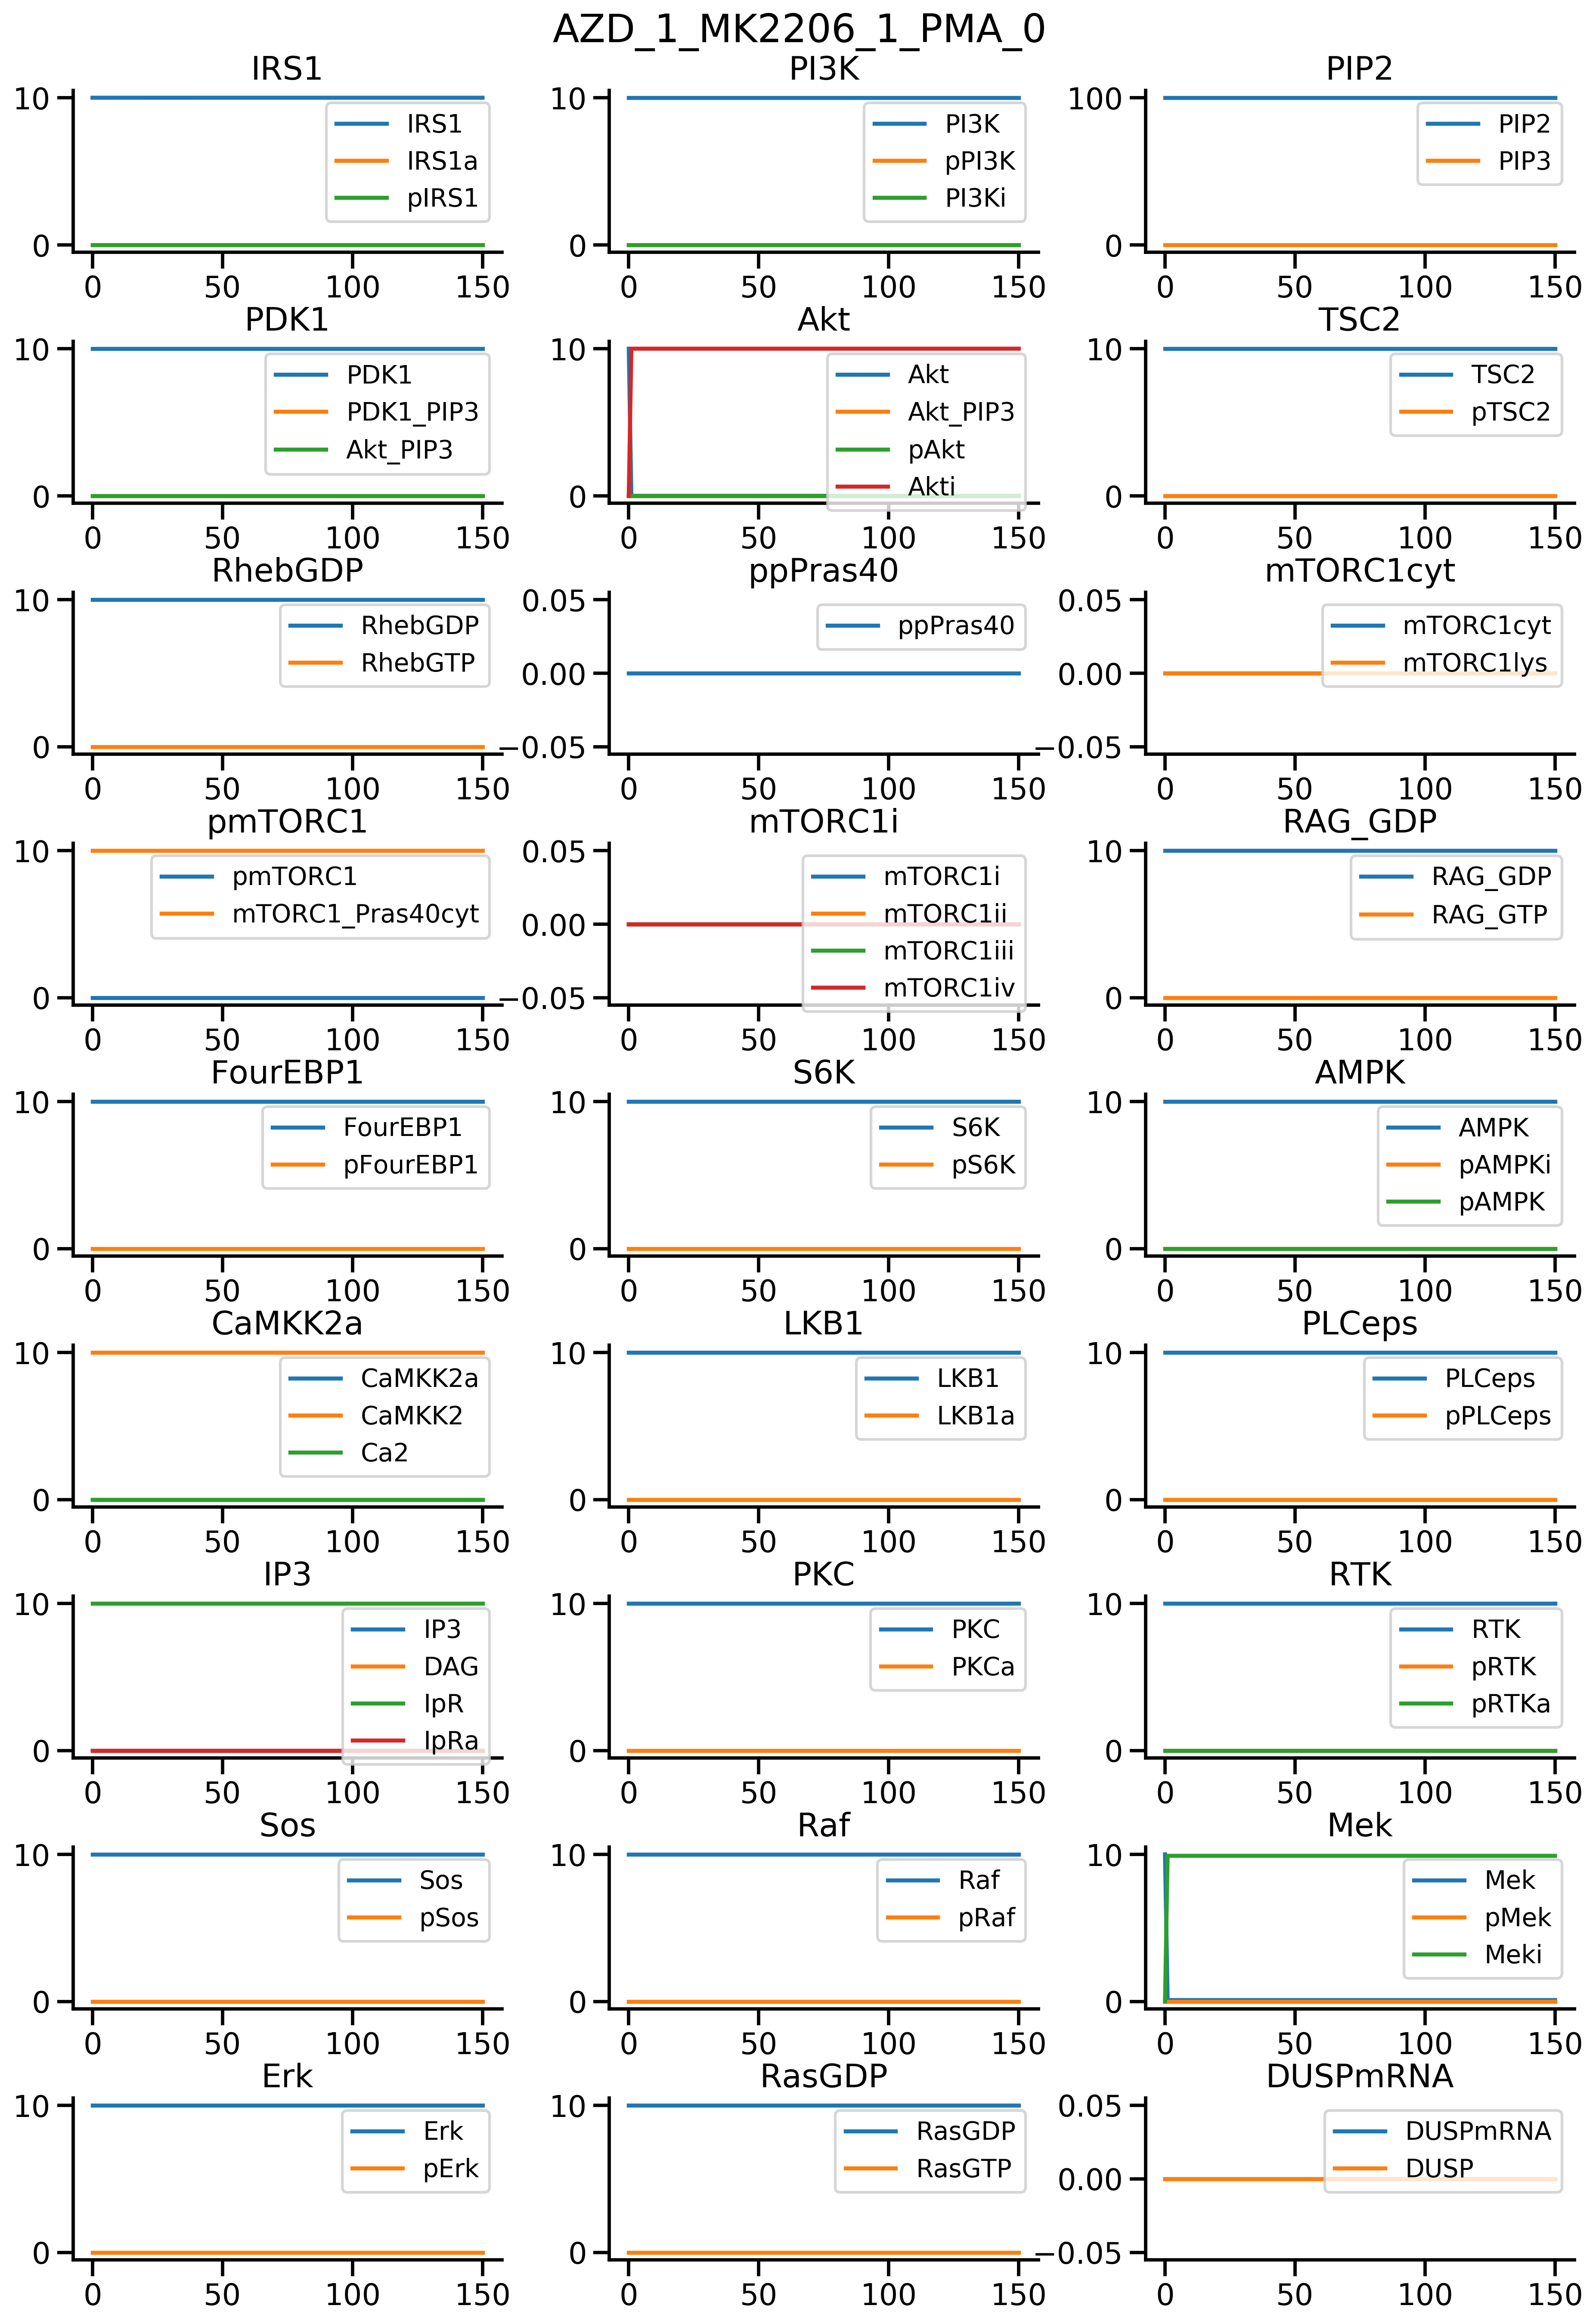 AZD_1_MK2206_1_PMA_0
IRS1
10
0
IRS1
IRS1a
pIRS1
0 50 100 150
PI3K
10
0
PI3K
pPI3K
PI3Ki
0 50 100 150
PIP2
100
0
PIP2
PIP3
0 50 100 150
PDK1
10
0
PDK1
PDK1_PIP3
Akt_PIP3
0 50 100 150
Akt
10
0
Akt
Akt_PIP3
pAkt
Akti
0 50 100 150
TSC2
10
0
TSC2
pTSC2
0 50 100 150
RhebGDP
10
0
RhebGDP
RhebGTP
0 50 100 150
ppPras40
0.05
0.00
−0.05
ppPras40
0 50 100 150
mTORC1cyt
0.05
0.00
−0.05
mTORC1cyt
mTORC1lys
0 50 100 150
pmTORC1
10
0
pmTORC1
mTORC1_Pras40cyt
0 50 100 150
mTORC1i
0.05
0.00
−0.05
mTORC1i
mTORC1ii
mTORC1iii
mTORC1iv
0 50 100 150
RAG_GDP
10
0
RAG_GDP
RAG_GTP
0 50 100 150
FourEBP1
10
0
FourEBP1
pFourEBP1
0 50 100 150
S6K
10
0
S6K
pS6K
0 50 100 150
AMPK
10
0
AMPK
pAMPKi
pAMPK
0 50 100 150
CaMKK2a
10
0
CaMKK2a
CaMKK2
Ca2
0 50 100 150
LKB1
10
0
LKB1
LKB1a
0 50 100 150
PLCeps
10
0
PLCeps
pPLCeps
0 50 100 150
IP3
10
0
IP3
DAG
IpR
IpRa
0 50 100 150
PKC
10
0
PKC
PKCa
0 50 100 150
RTK
10
0
RTK
pRTK
pRTKa
0 50 100 150
Sos
10
0
Sos
pSos
0 50 100 150
Raf
10
0
Raf
pRaf
0 50 100 150
Mek
10
0
Mek
pMek
Meki
0 50 100 150
Erk
10
0
Erk
pErk
0 50 100 150
RasGDP
10
0
RasGDP
RasGTP
0 50 100 150
DUSPmRNA
0.05
0.00
−0.05
DUSPmRNA
DUSP
0 50 100 150